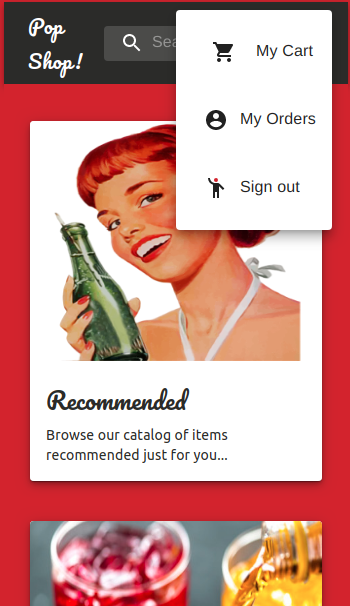 Pop
Shop!
Sea
My Cart
My Orders
Sign out
Recommended
Browse our catalog of items
recommended just for you...